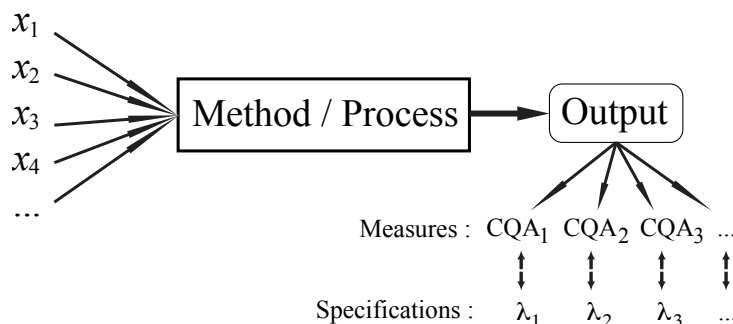 x₁
x₂
x₃
x₄
...
Method / Process
Output
Measures : CQA₁ CQA₂ CQA₃ ...
Specifications : λ₁ λ₂ λ₃ ...